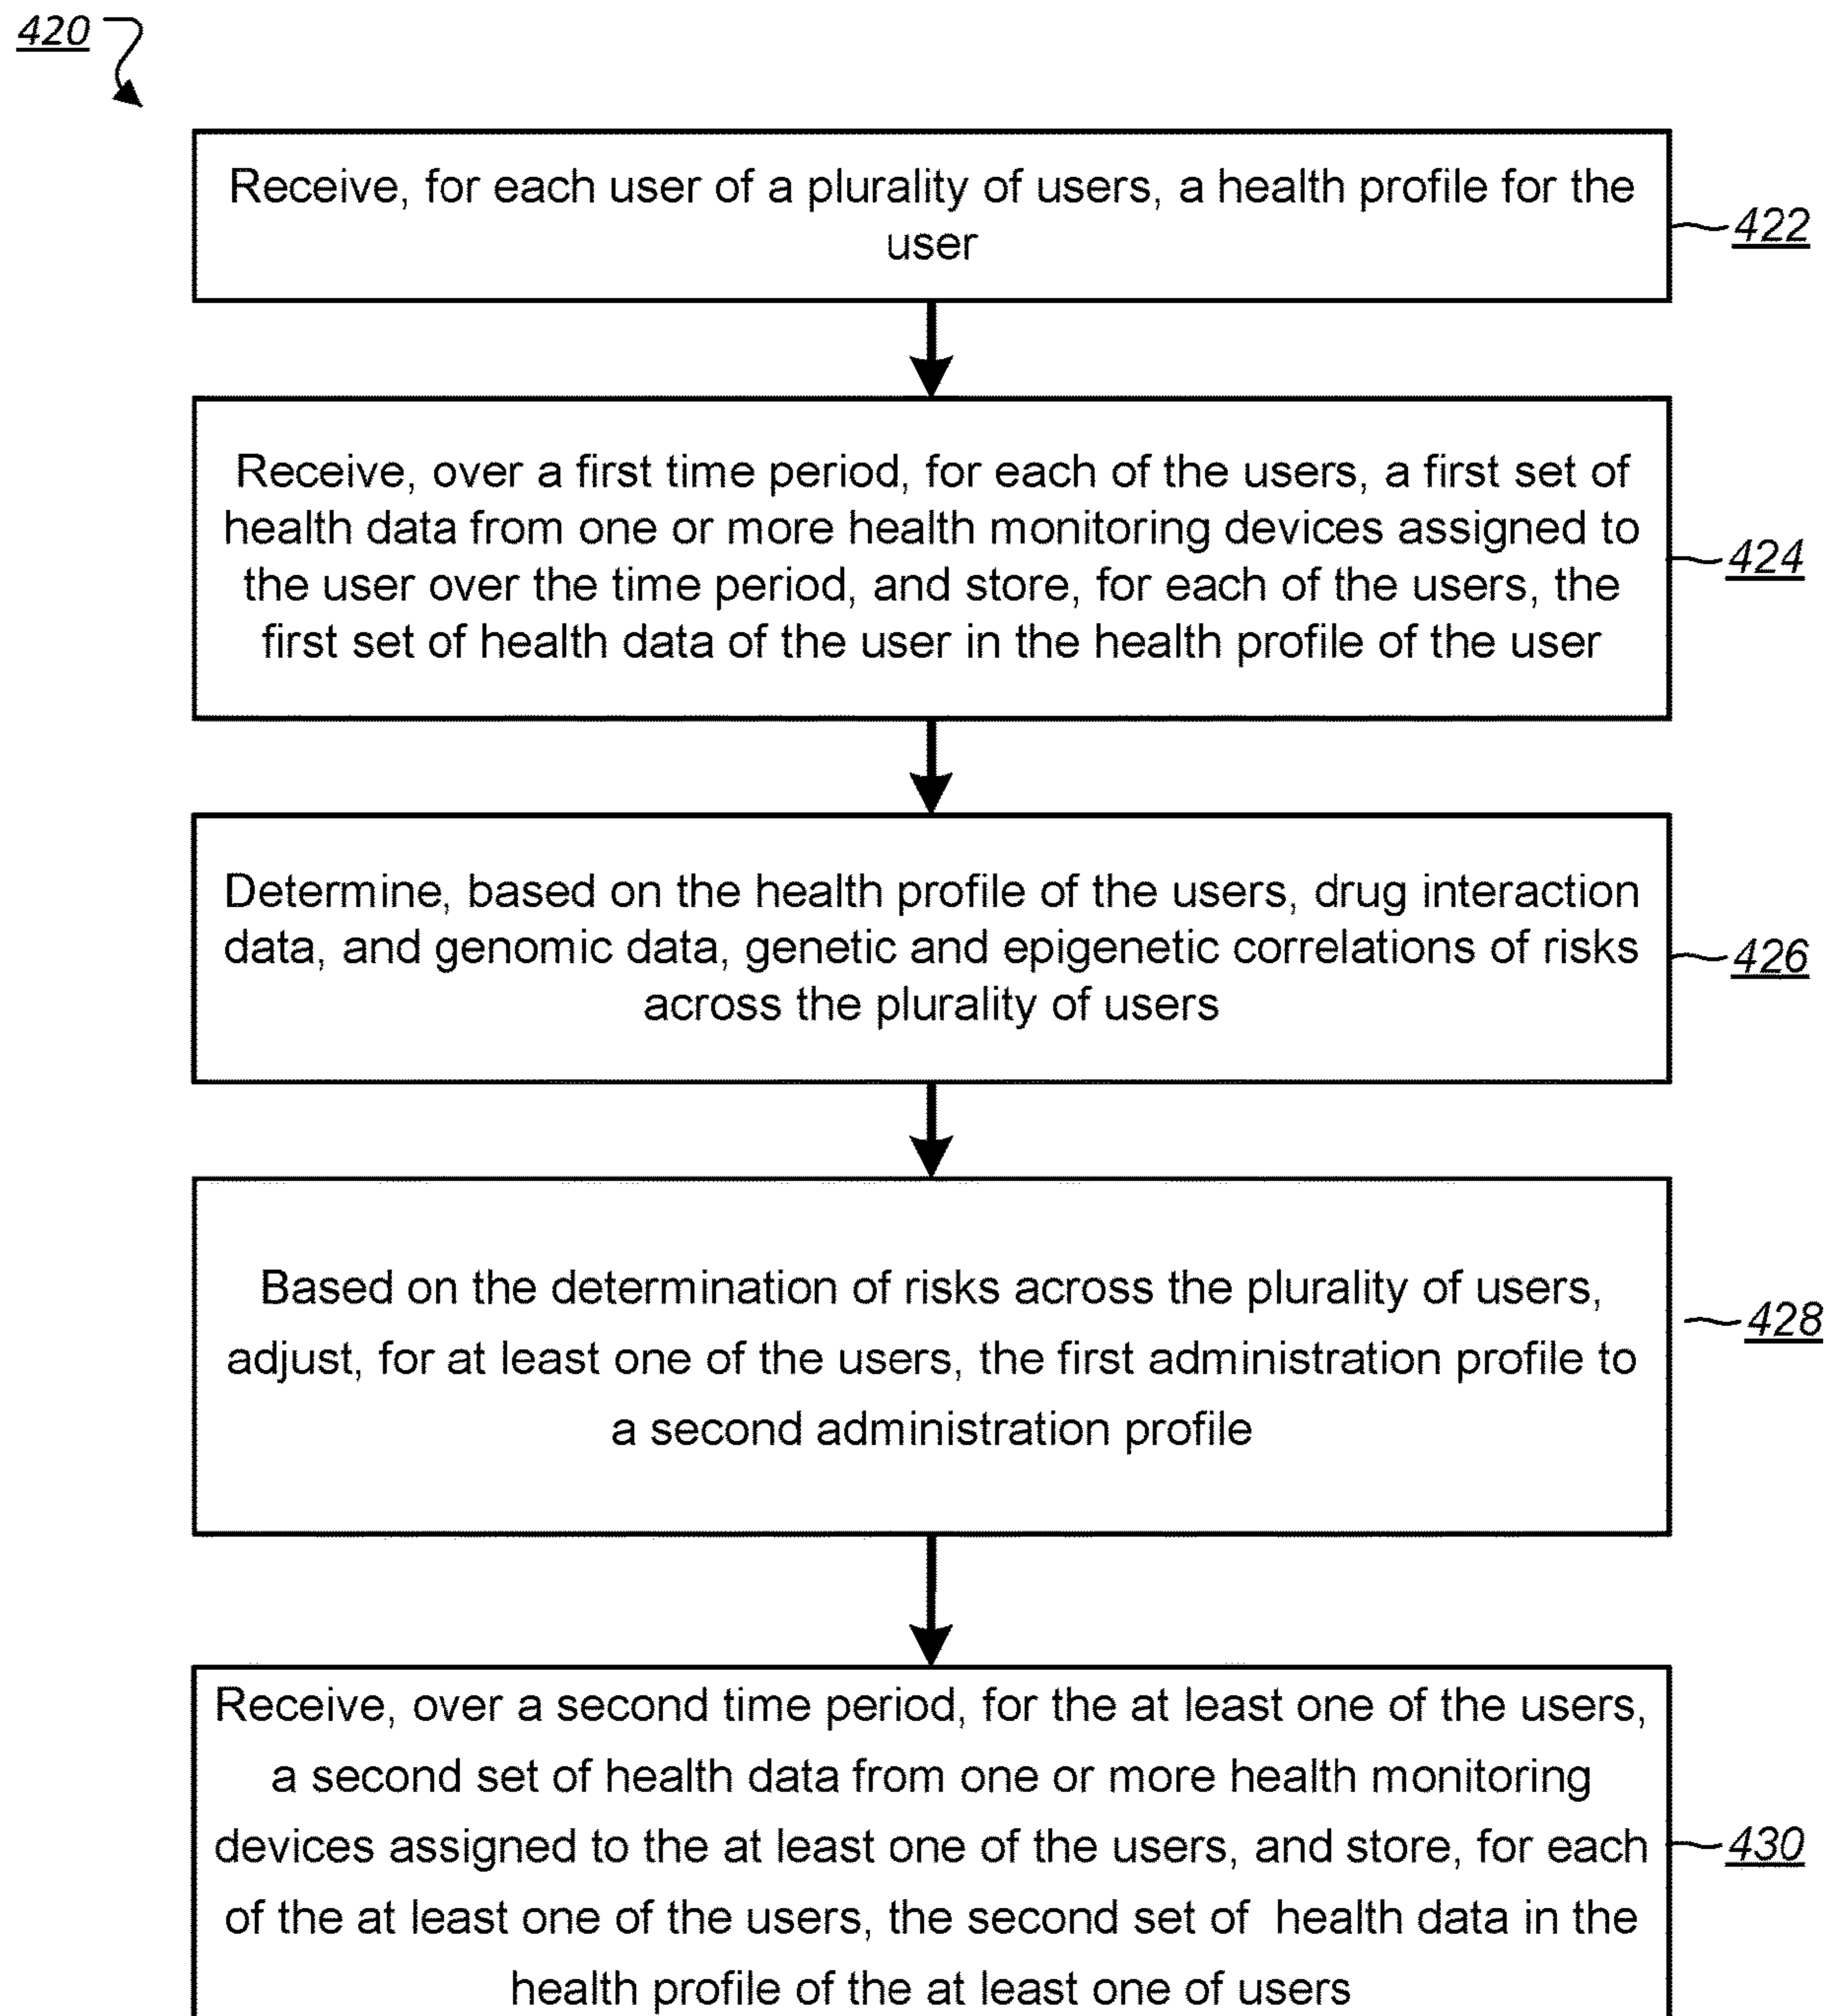 420
Receive, for each user of a plurality of users, a health profile for the
user
422
Receive, over a first time period, for each of the users, a first set of
health data from one or more health monitoring devices assigned to
the user over the time period, and store, for each of the users, the
first set of health data of the user in the health profile of the user
424
Determine, based on the health profile of the users, drug interaction
data, and genomic data, genetic and epigenetic correlations of risks
across the plurality of users
426
Based on the determination of risks across the plurality of users,
adjust, for at least one of the users, the first administration profile to
a second administration profile
428
Receive, over a second time period, for the at least one of the users,
a second set of health data from one or more health monitoring
devices assigned to the at least one of the users, and store, for each
of the at least one of the users, the second set of health data in the
health profile of the at least one of users
430